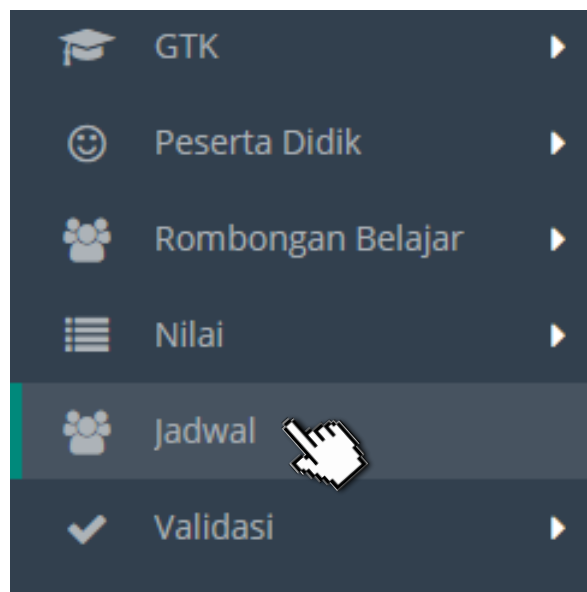 GTK
Peserta Didik
Rombongan Belajar
Nilai
Jadwal
Validasi